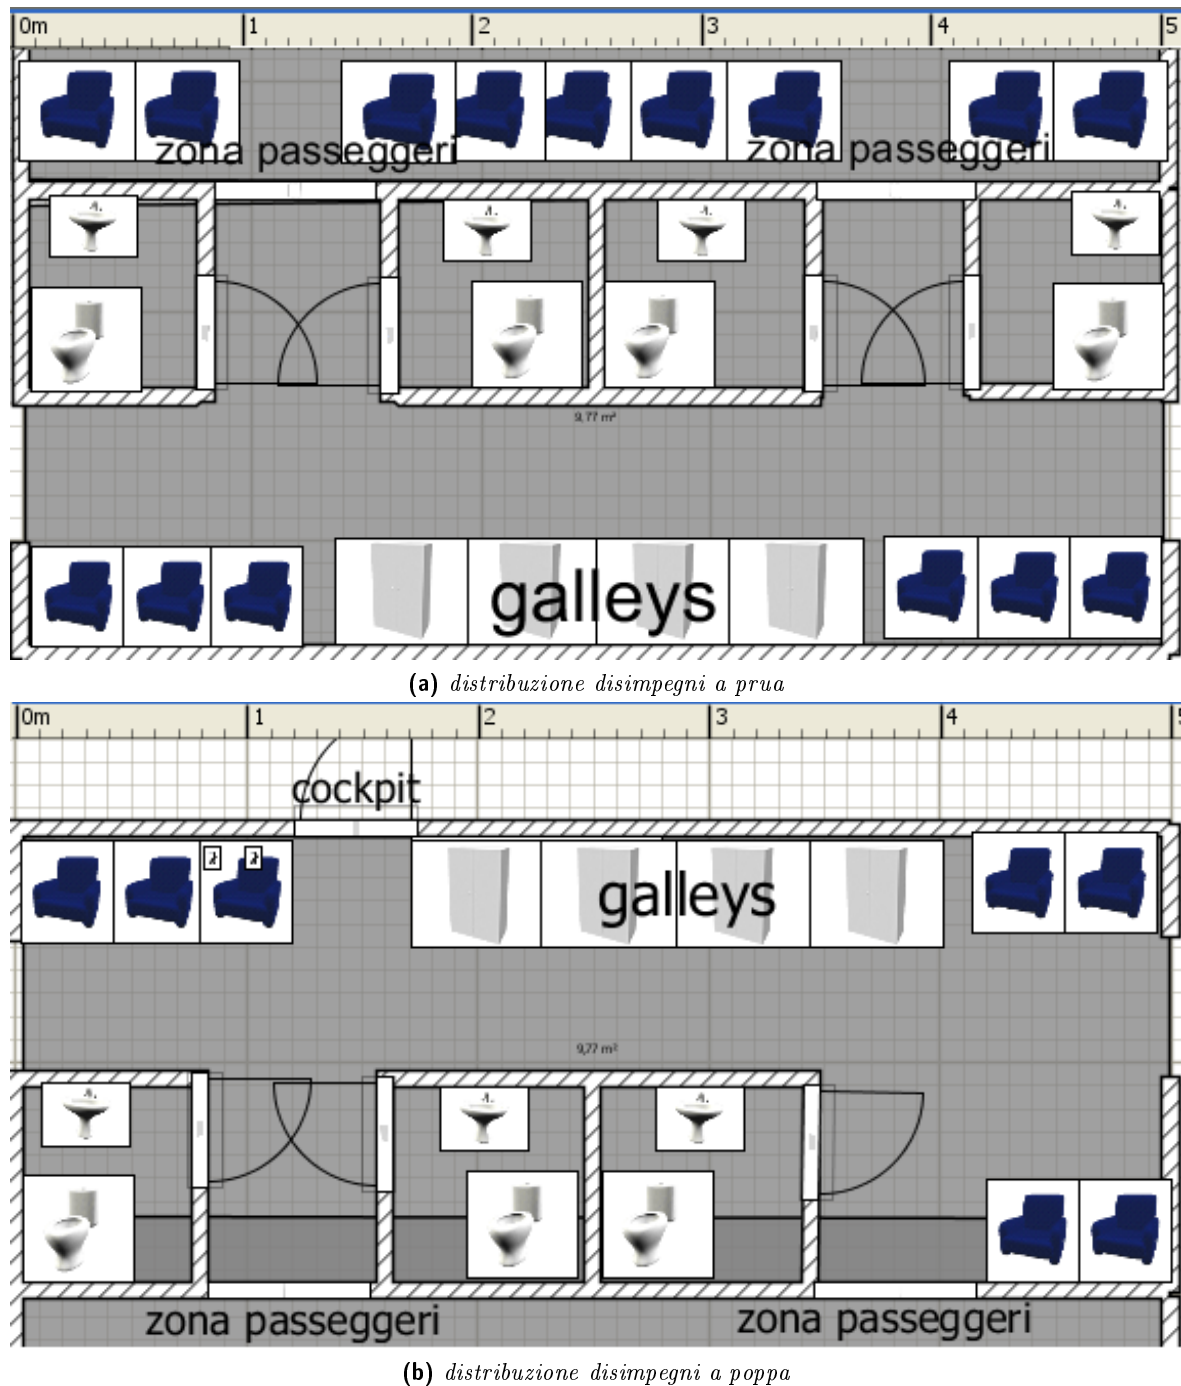 0m 1 2 3 4 5
zona passeggeri zona passeggeri
9,77 m²
galleys
(a) distribuzione disimpegni a prua
0m 1 2 3 4 5
cockpit
galleys
9,77 m²
zona passeggeri zona passeggeri
(b) distribuzione disimpegni a poppa